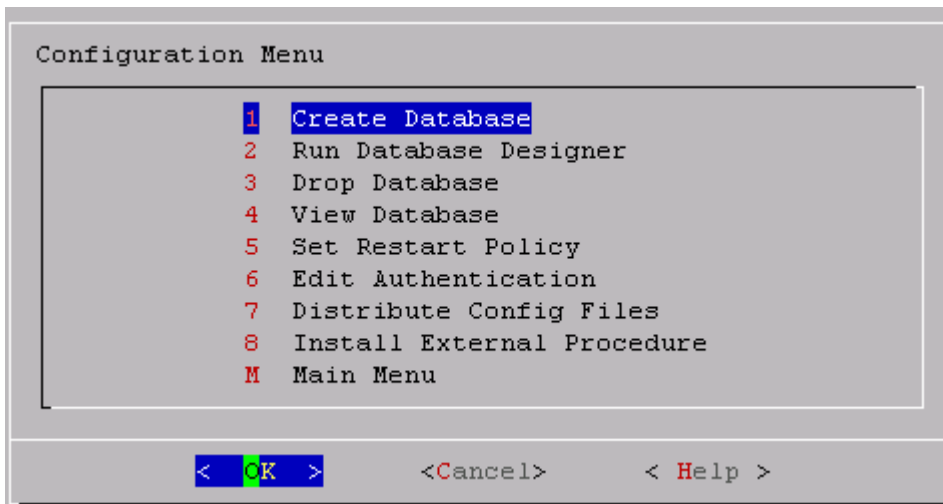 Configuration Menu
1 Create Database
2 Run Database Designer
3 Drop Database
4 View Database
5 Set Restart Policy
6 Edit Authentication
7 Distribute Config Files
8 Install External Procedure
M Main Menu
< OK > <Cancel> < Help >